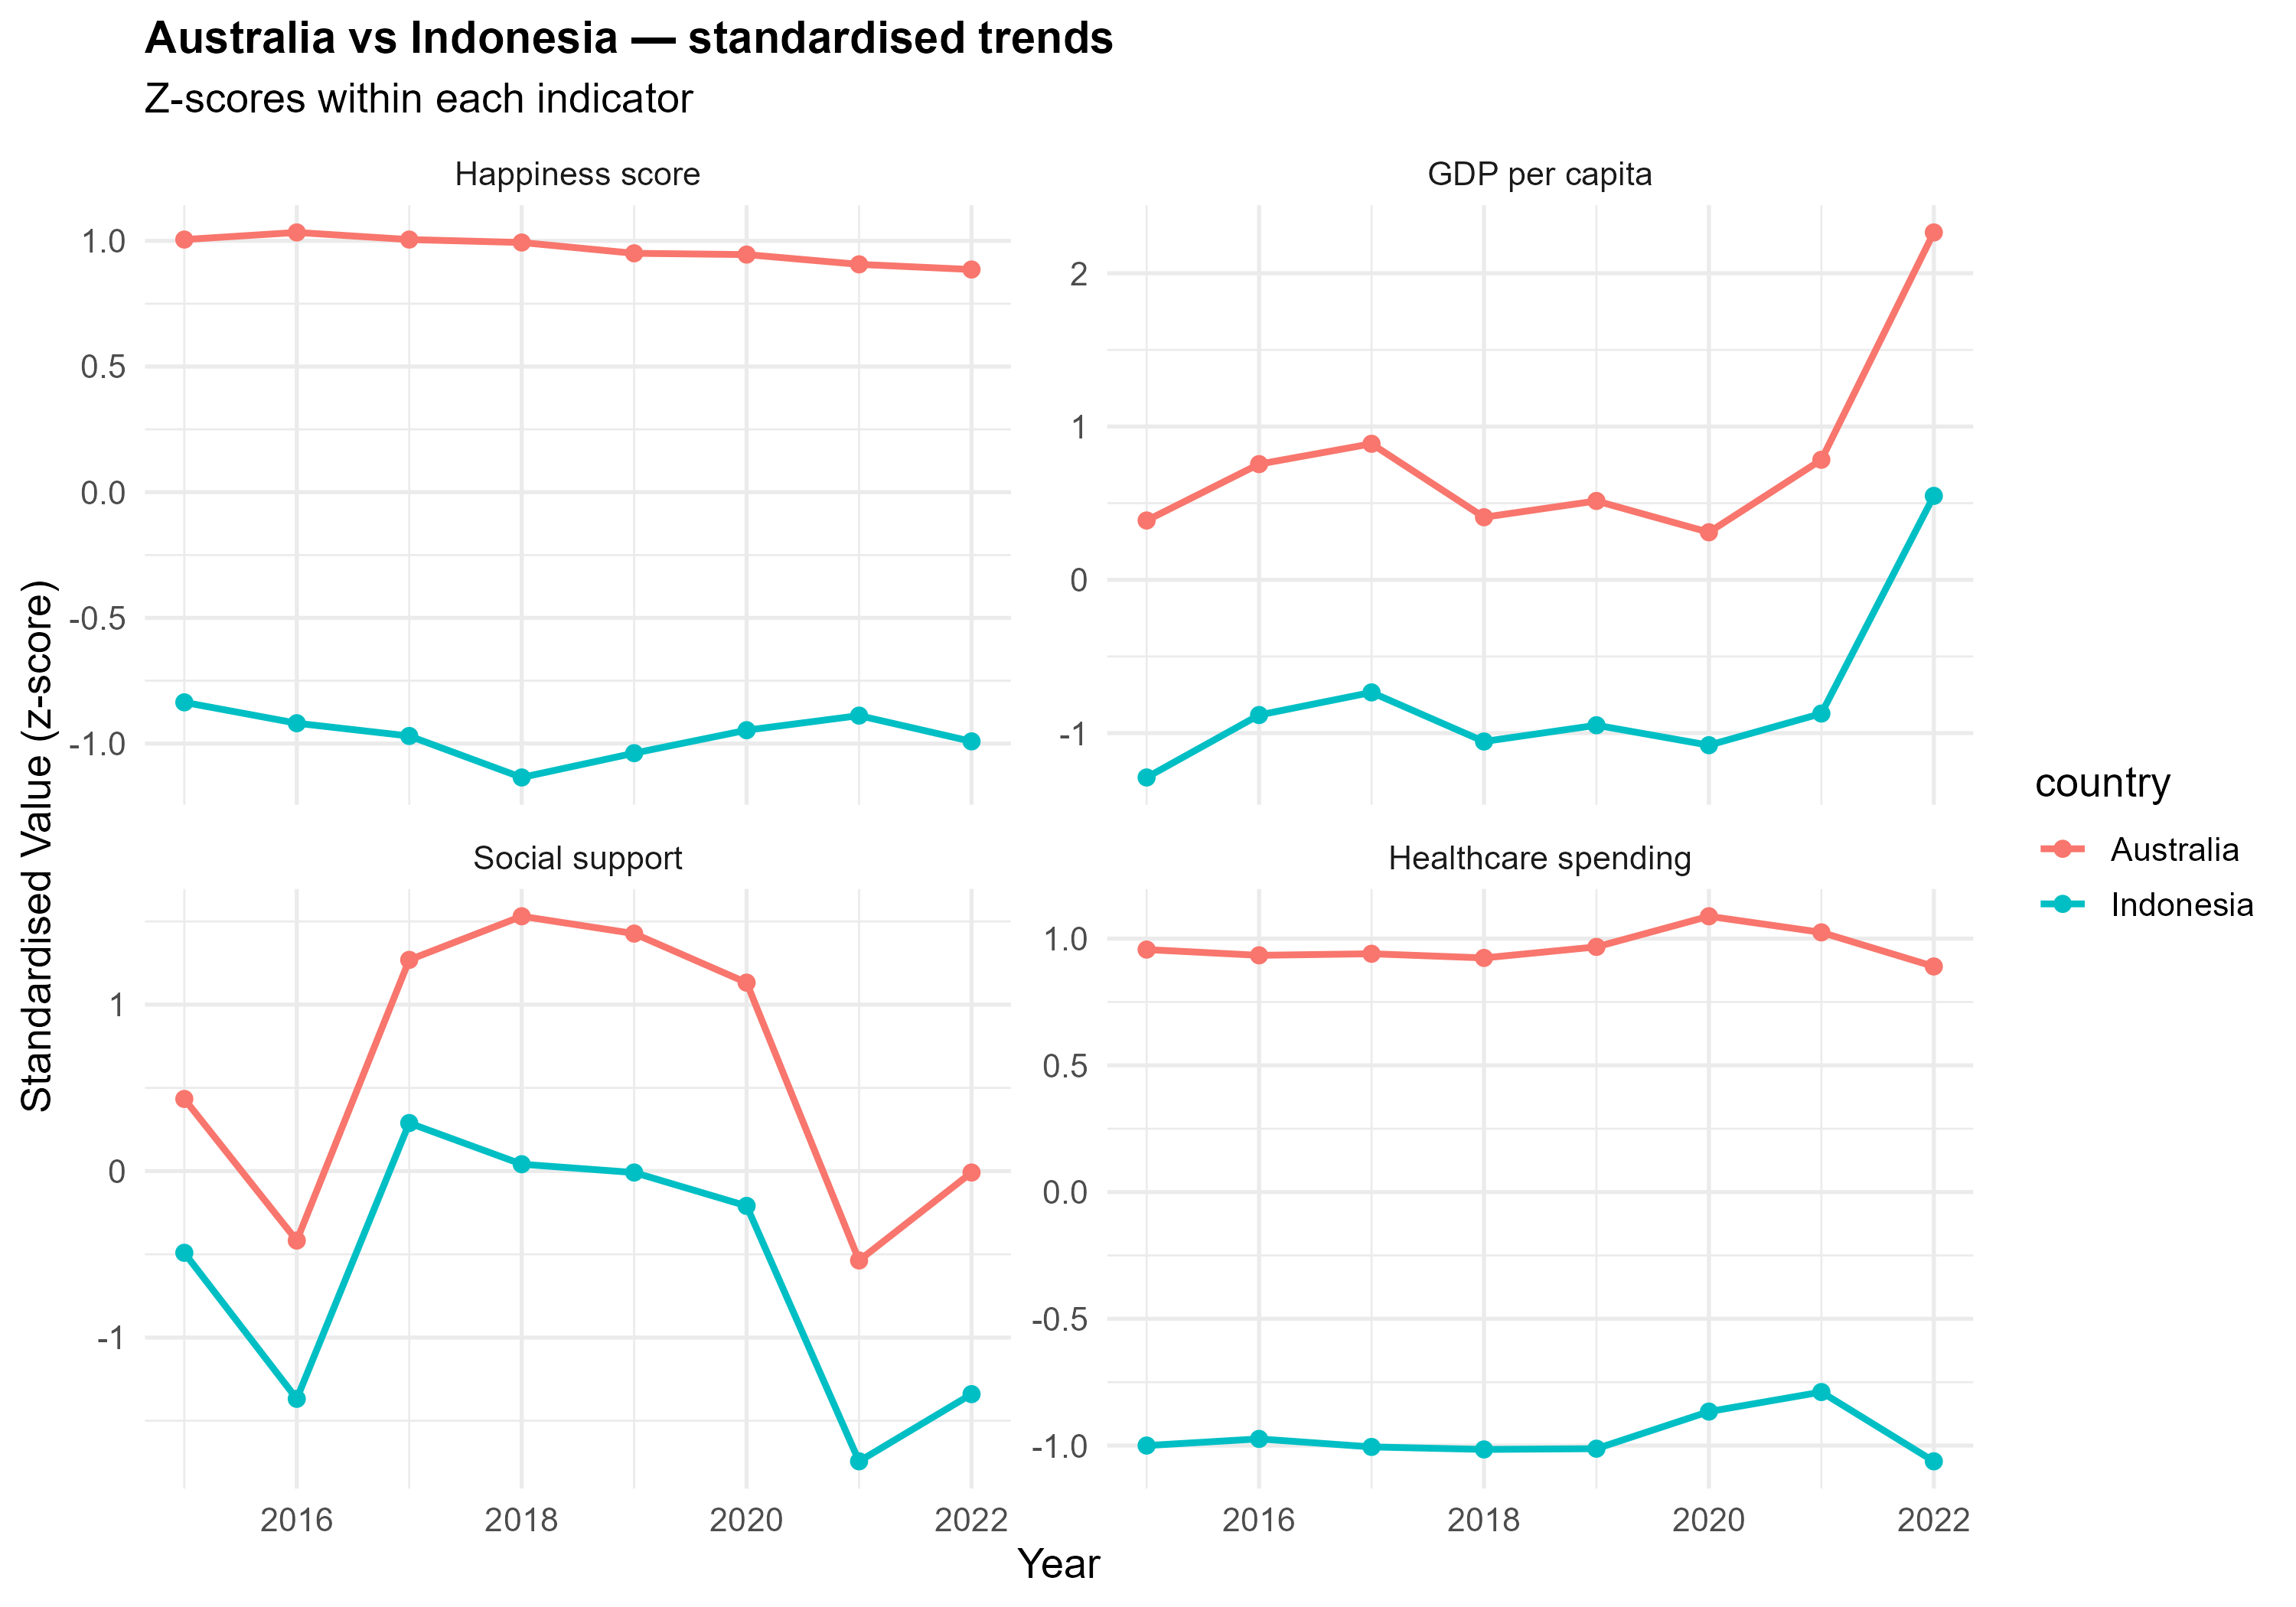 Australia vs Indonesia — standardised trends
Z-scores within each indicator
Happiness score
GDP per capita
1.0
0.5
0.0
-0.5
-1.0
2
1
0
-1
Social support
Healthcare spending
1
0
-1
1.0
0.5
0.0
-0.5
-1.0
2016
2018
2020
2022
2016
2018
2020
2022
Year
Standardised Value (z-score)
country
Australia
Indonesia